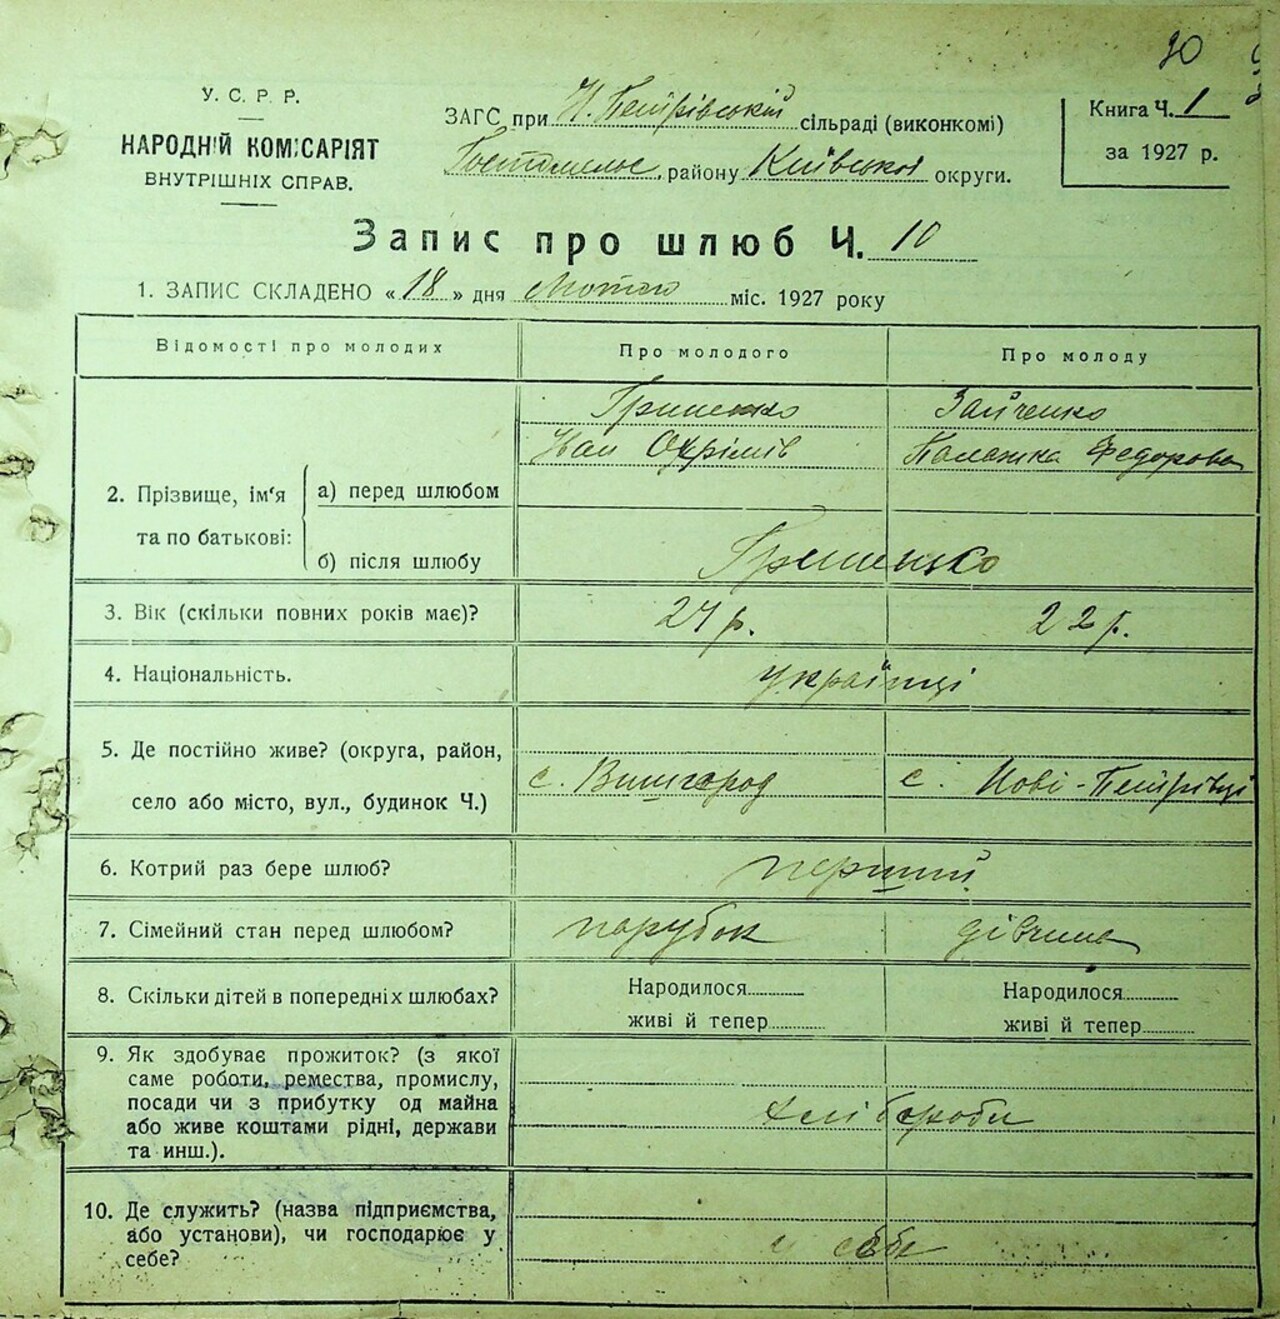 20
У. С. Р. Р.
НАРОДНІЙ КОМІСАРІЯТ
ВНУТРІШНІХ СПРАВ.
ЗАГС при Н. Петрівській сільраді (виконкомі)
району Київської округи.
Книга Ч. 1
за 1927 р.
Запис про шлюб Ч. 10
1. ЗАПИС СКЛАДЕНО «18» дня Лютого міс. 1927 року
Відомості про молодих
Про молодого
Про молоду
2. Прізвище, ім'я та по батькові:
а) перед шлюбом
Гриненко
Іван Охрімів
Зайченко
Палажка Федорова
б) після шлюбу
Гриненко
3. Вік (скільки повних років має)?
24 р.
22 р.
4. Національність.
українці
5. Де постійно живе? (округа, район,
село або місто, вул., будинок Ч.)
с. Вишгород
с. Нові-Петрівці
6. Котрий раз бере шлюб?
перший
7. Сімейний стан перед шлюбом?
парубок
дівчина
8. Скільки дітей в попередніх шлюбах?
Народилося
живі й тепер
Народилося
живі й тепер
9. Як здобуває прожиток? (з якої
саме роботи, ремества, промислу,
посади чи з прибутку од майна
або живе коштами рідні, держави
та инш.).
хлібороби
10. Де служить? (назва підприємства,
або установи), чи господарює у
себе?
у себе